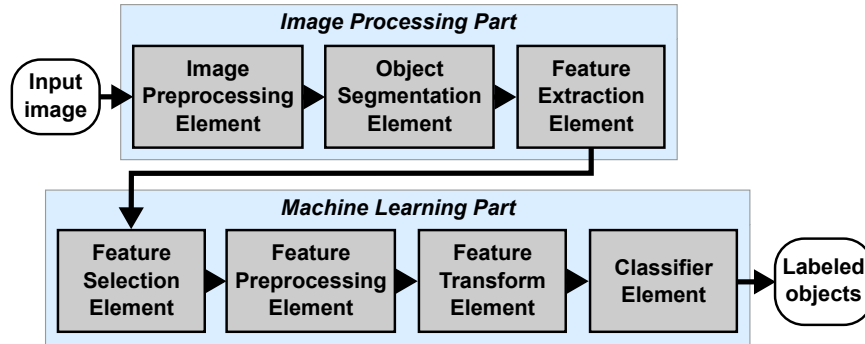 Image Processing Part
Input
image
Image
Preprocessing
Element
Object
Segmentation
Element
Feature
Extraction
Element
Machine Learning Part
Feature
Selection
Element
Feature
Preprocessing
Element
Feature
Transform
Element
Classifier
Element
Labeled
objects